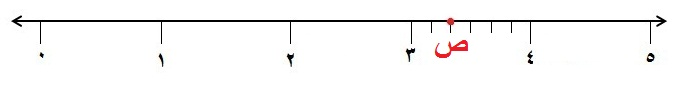 ٠ ١ ٢ ٣ ص ٤ ٥